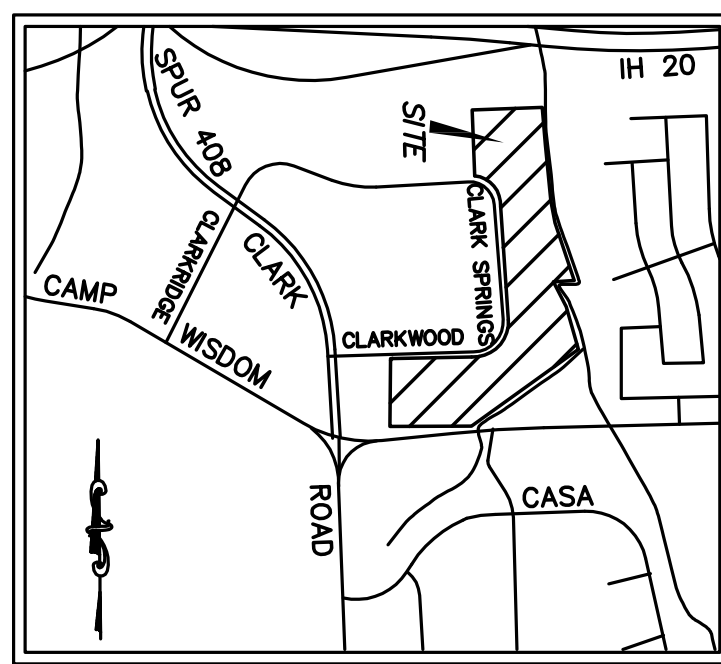 IH 20
SPUR 408
SITE
CLARK SPRINGS
CLARKRIDGE
CLARK
CAMP
WISDOM
CLARKWOOD
ROAD
CASA